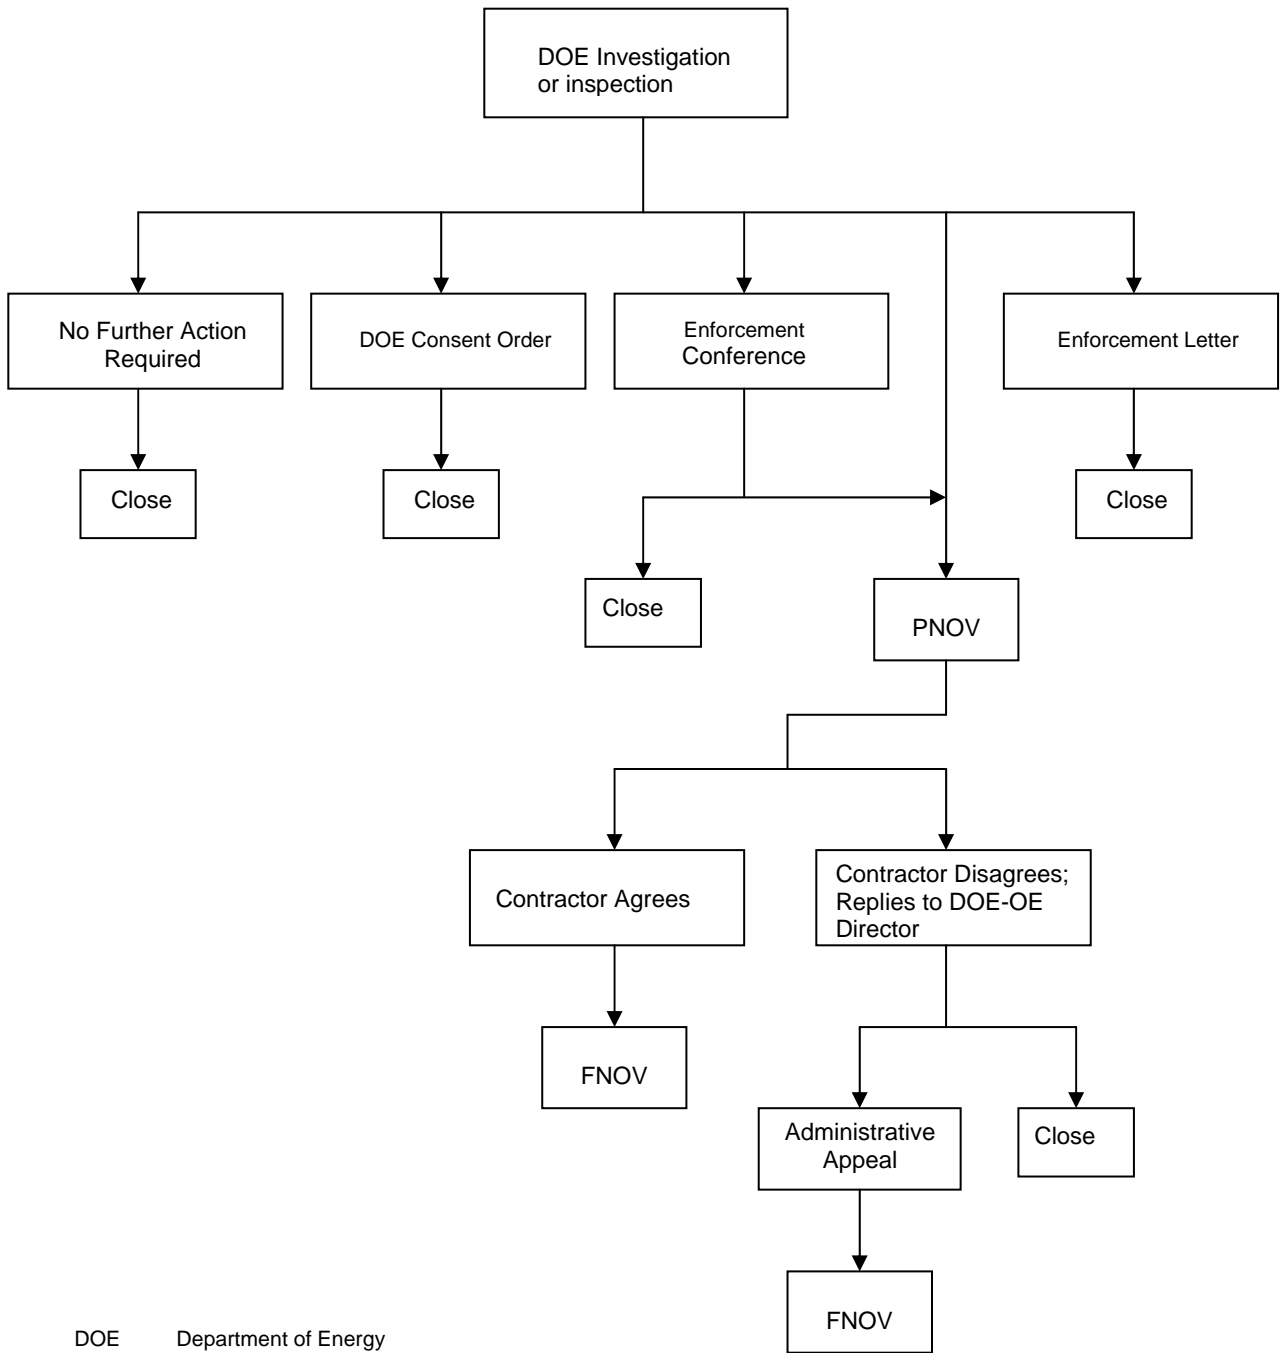 DOE Investigation
or inspection
No Further Action
Required
DOE Consent Order
Enforcement
Conference
Enforcement Letter
Close
Close
Close
Close
PNOV
Contractor Agrees
Contractor Disagrees;
Replies to DOE-OE
Director
FNOV
Administrative
Appeal
Close
FNOV
DOE Department of Energy